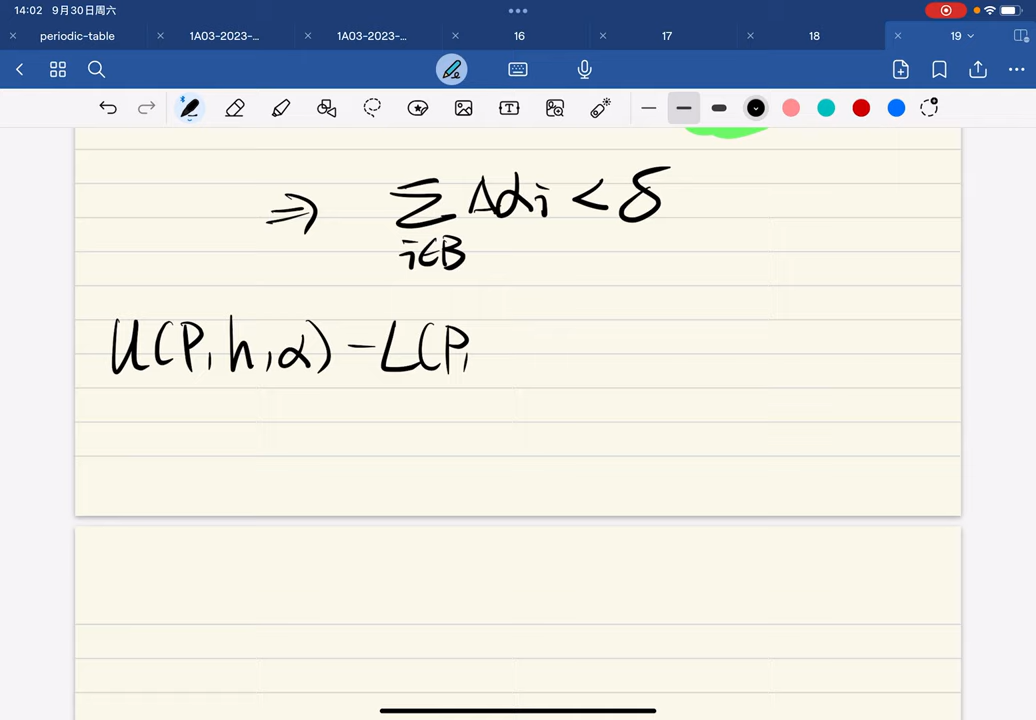 14:02 9月30日周六
periodic-table 1A03-2023-... 1A03-2023-... 16 17 18 19
⇒ Σ Δαi < δ
i∈B
U(P, h, α) - L(P,